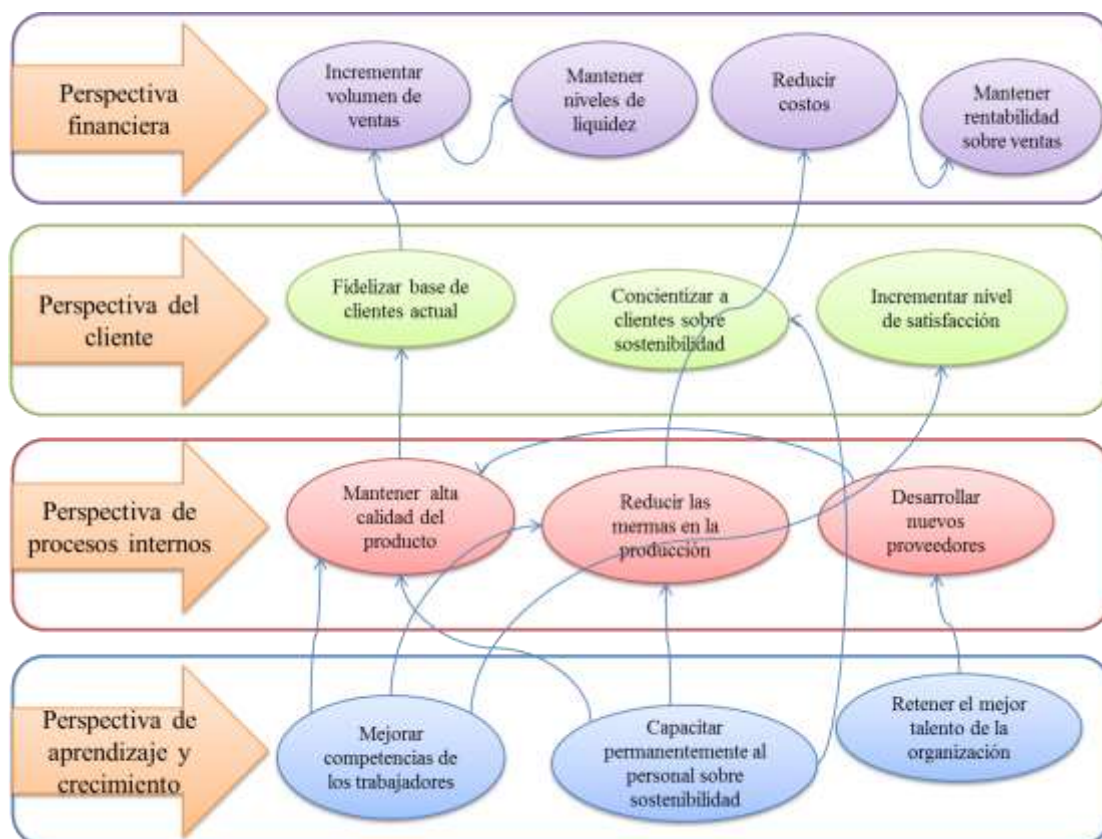 Perspectiva
financiera
Incrementar
volumen de
ventas
Mantener
niveles de
liquidez
Reducir
costos
Mantener
rentabilidad
sobre ventas
Perspectiva del
cliente
Fidelizar base de
clientes actual
Concientizar a
clientes sobre
sostenibilidad
Incrementar nivel
de satisfacción
Perspectiva de
procesos internos
Mantener alta
calidad del
producto
Reducir las
mermas en la
producción
Desarrollar
nuevos
proveedores
Perspectiva de
aprendizaje y
crecimiento
Mejorar
competencias de
los trabajadores
Capacitar
permanentemente al
personal sobre
sostenibilidad
Retener el mejor
talento de la
organización